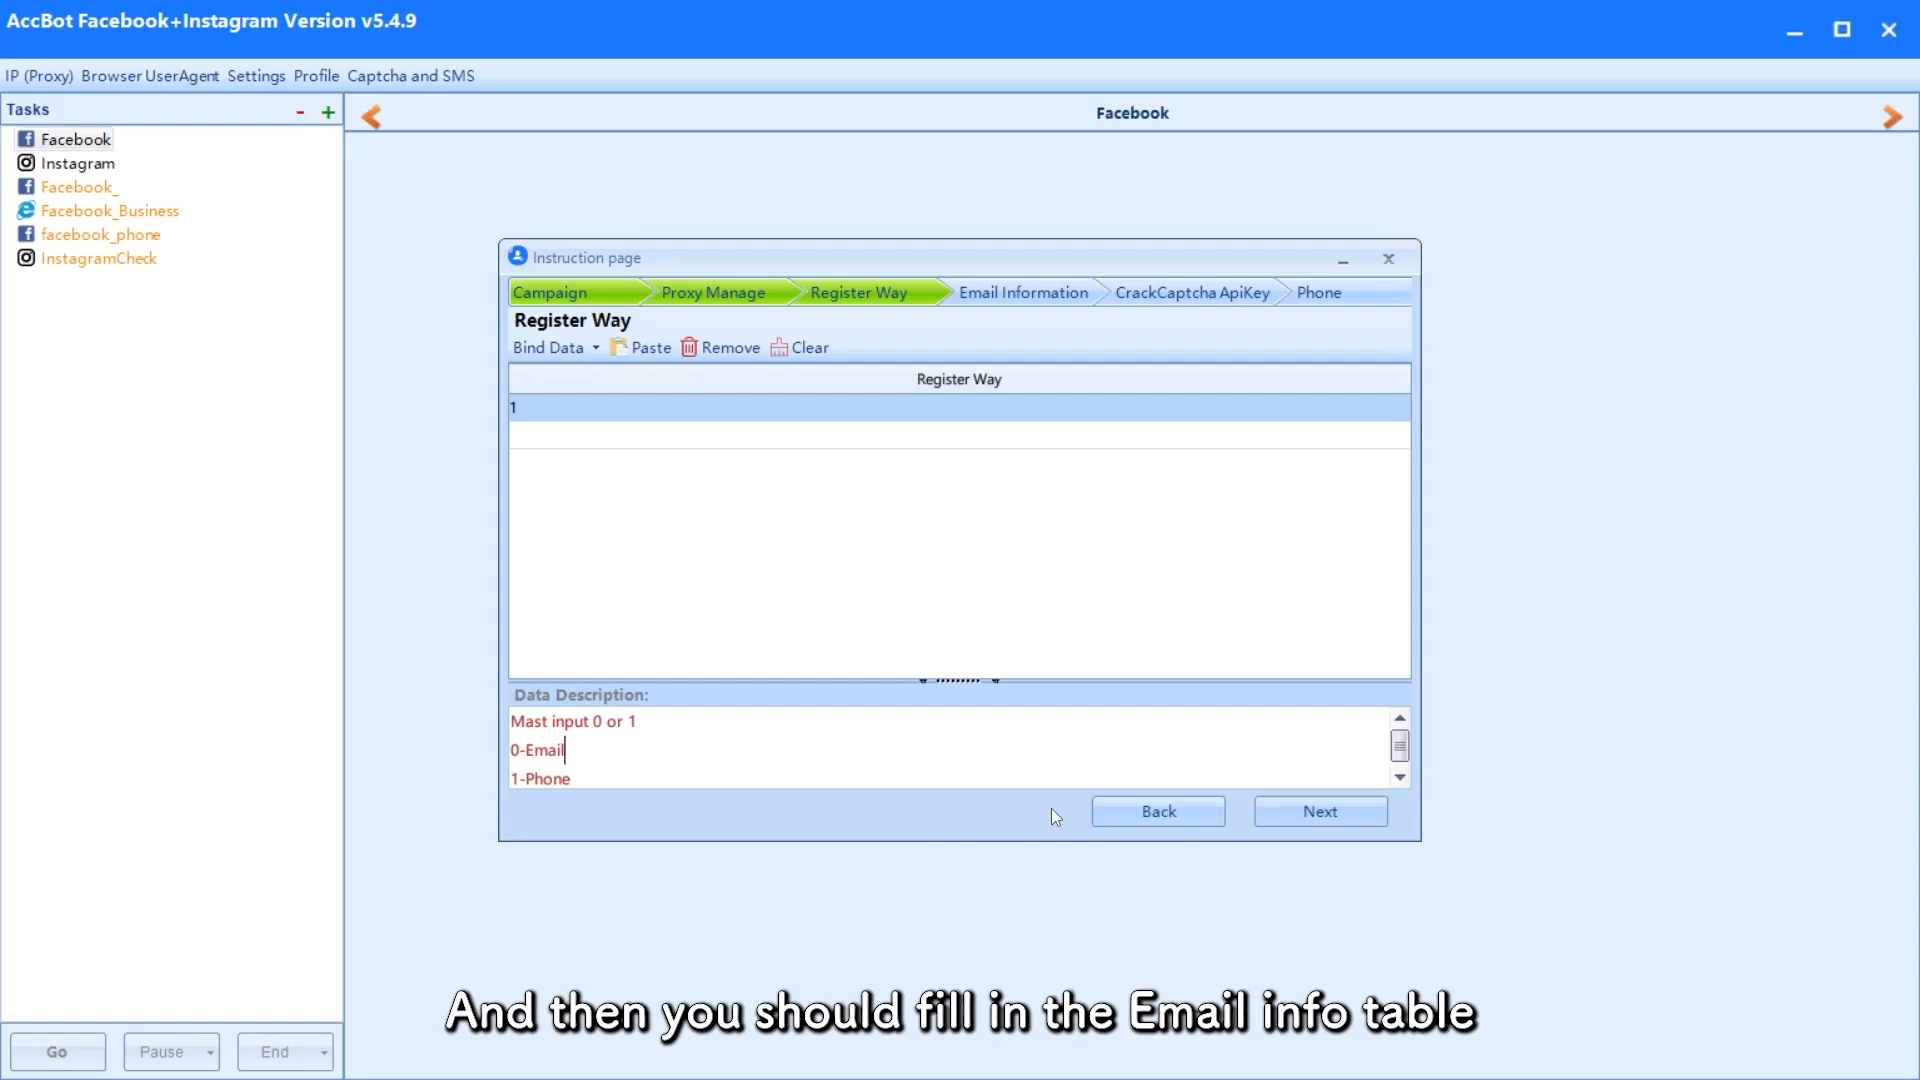 AccBot Facebook+Instagram Version v5.4.9
IP (Proxy) Browser UserAgent Settings Profile Captcha and SMS
Tasks - +
Facebook
Facebook
Instagram
Facebook_
Facebook_Business
facebook_phone
InstagramCheck
Instruction page
Campaign Proxy Manage Register Way Email Information CrackCaptcha ApiKey Phone
Register Way
Bind Data Paste Remove Clear
Register Way
1
Data Description:
Mast input 0 or 1
0-Email
1-Phone
Back Next
And then you should fill in the Email info table
Go Pause End